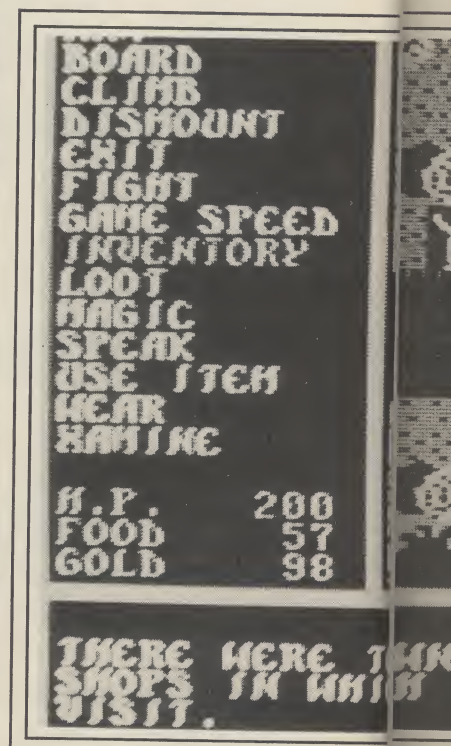 BOARD
CLIMB
DISMOUNT
EXIT
FIGHT
GAME SPEED
INVENTORY
LOOT
MAGIC
SPEAK
USE ITEM
WEAR
XAMINE
H.P. 200
FOOD 57
GOLD 98
THERE WERE
SHOPS IN WHICH
VISIT.